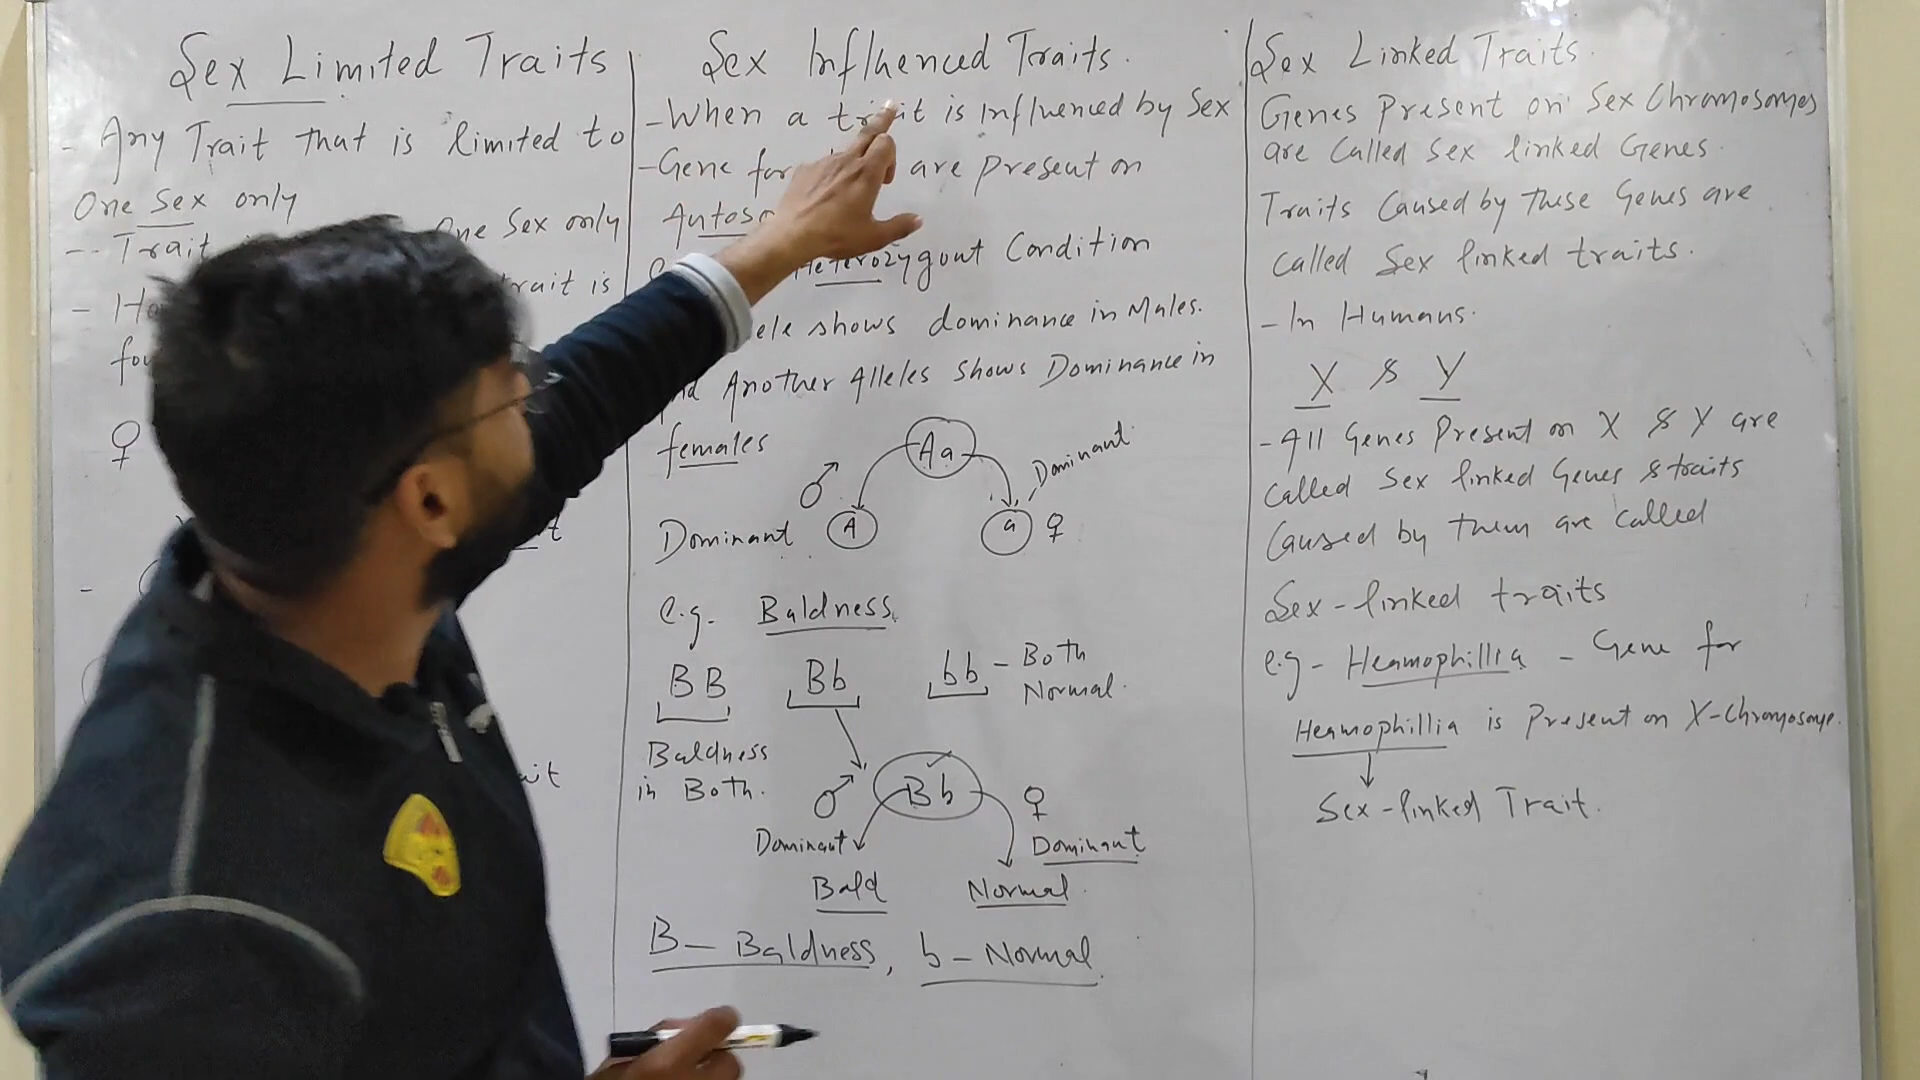 Sex Limited Traits
- Any Trait that is limited to
One Sex only
-- Trait One Sex only
trait is
-
♀
-
Sex Influenced Traits.
- When a trait is Influenced by Sex
- Gene for are present on
Heterozygout Condition
shows dominance in Males.
Another Alleles Shows Dominance in
females
Aa
♂ Dominant A
a ♀ Dominant
e.g. Baldness
BB Bb bb - Both Normal.
Baldness in Both.
♂ Bb ♀
Dominant Dominant
Bald Normal
B - Baldness, b - Normal.
Sex Linked Traits.
Genes Present on Sex Chromosomes
are Called Sex linked Genes.
Traits Caused by these Genes are
Called Sex linked traits.
- In Humans.
X & Y
- All Genes Present on X & Y are
Called Sex linked Genes & traits
Caused by them are called
Sex-linked traits
e.g - Heamophillia - Gene for
Heamophillia is Present on X-Chromosome.
Sex-linked Trait.